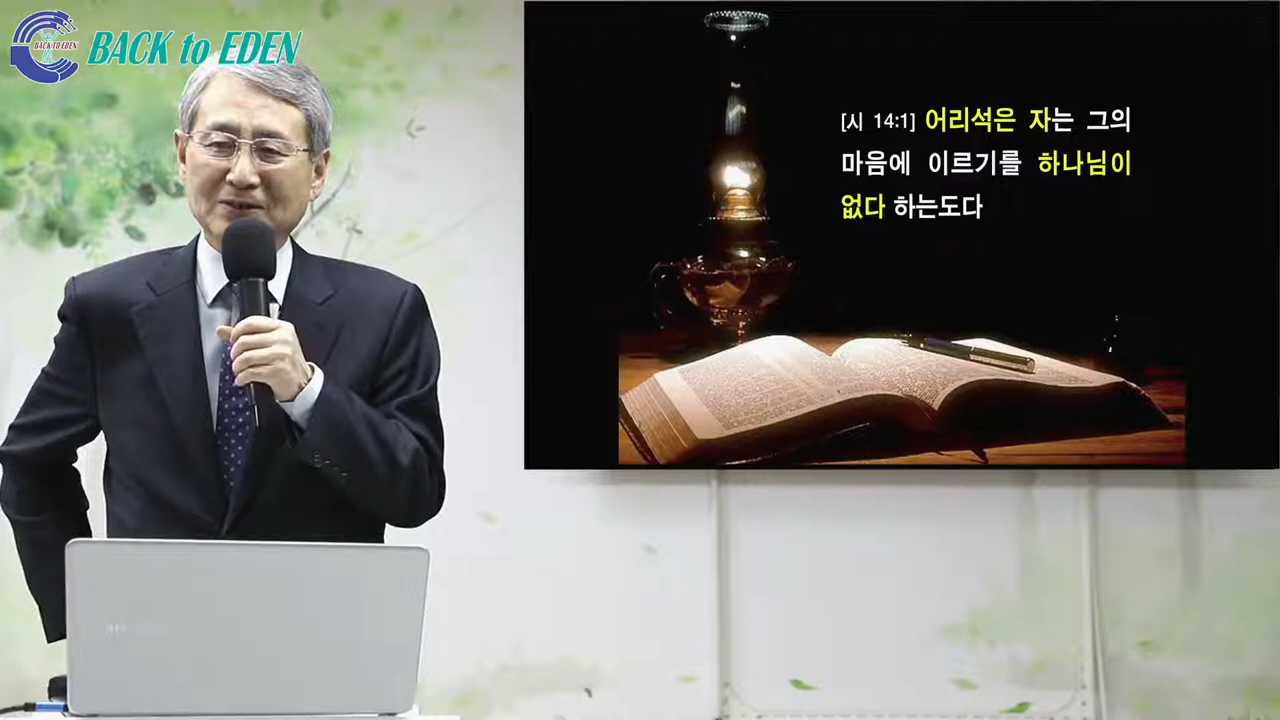 BACK to EDEN
BACK TO EDEN
[시 14:1] 어리석은 자는 그의
마음에 이르기를 하나님이
없다 하는도다